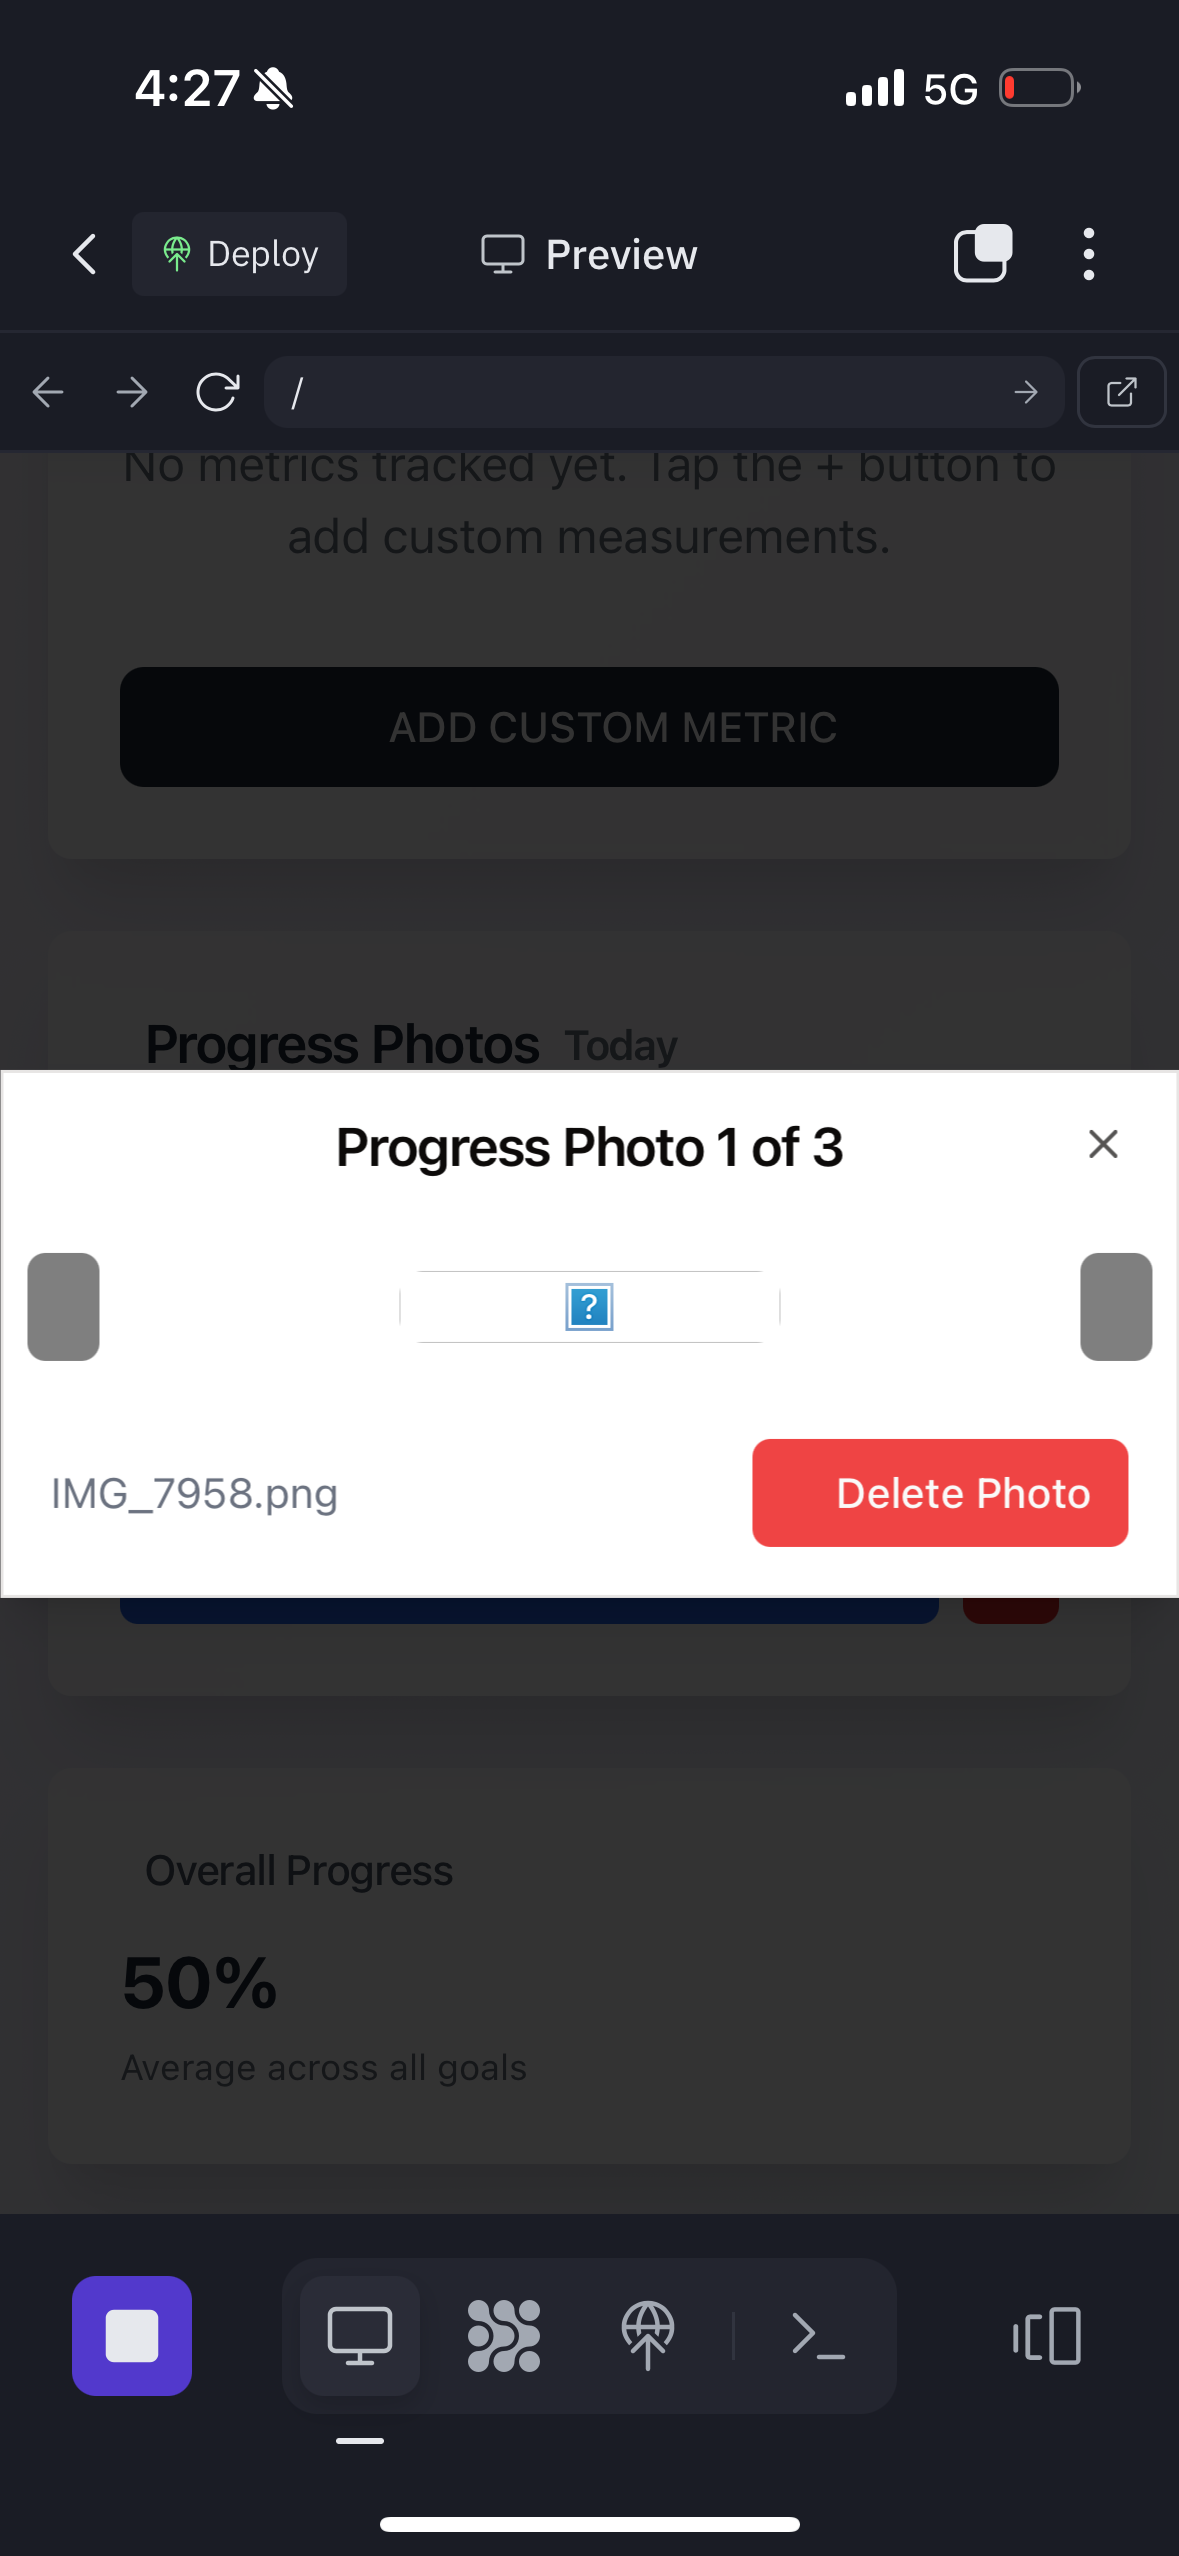 4:27
5G
Deploy
Preview
/
No metrics tracked yet. Tap the + button to
add custom measurements.
ADD CUSTOM METRIC
Progress Photos Today
Progress Photo 1 of 3
?
IMG_7958.png
Delete Photo
Overall Progress
50%
Average across all goals